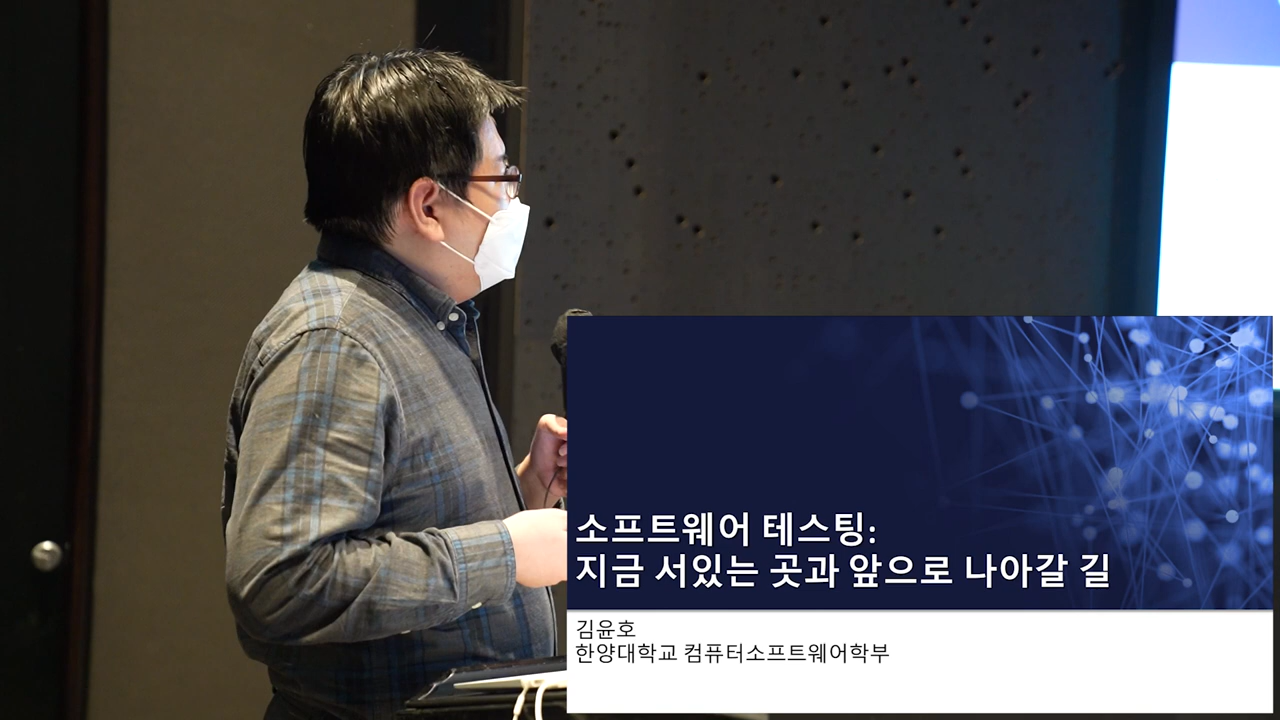 소프트웨어 테스팅:
지금 서있는 곳과 앞으로 나아갈 길
김윤호
한양대학교 컴퓨터소프트웨어학부